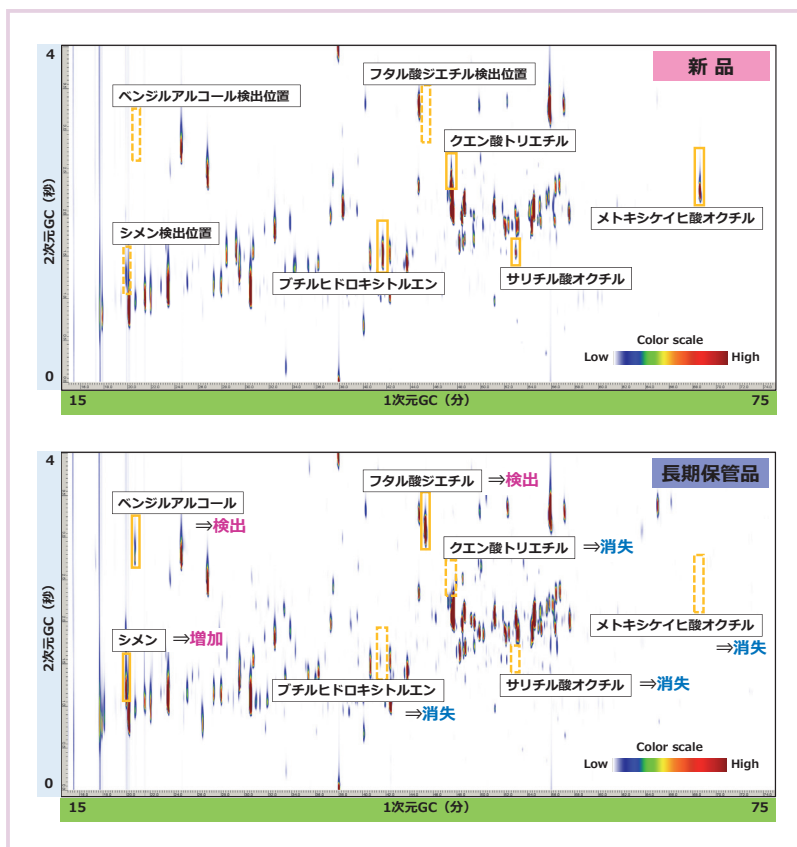 4
新 品
ベンジルアルコール検出位置
フタル酸ジエチル検出位置
クエン酸トリエチル
シメン検出位置
メトキシケイヒ酸オクチル
ブチルヒドロキシトルエン
サリチル酸オクチル
2次元GC（秒）
Color scale
Low
High
0
15
1次元GC（分）
75
4
長期保管品
フタル酸ジエチル ⇒検出
ベンジルアルコール
⇒検出
クエン酸トリエチル ⇒消失
メトキシケイヒ酸オクチル
⇒消失
シメン ⇒増加
ブチルヒドロキシトルエン
⇒消失
サリチル酸オクチル ⇒消失
2次元GC（秒）
Color scale
Low
High
0
15
1次元GC（分）
75